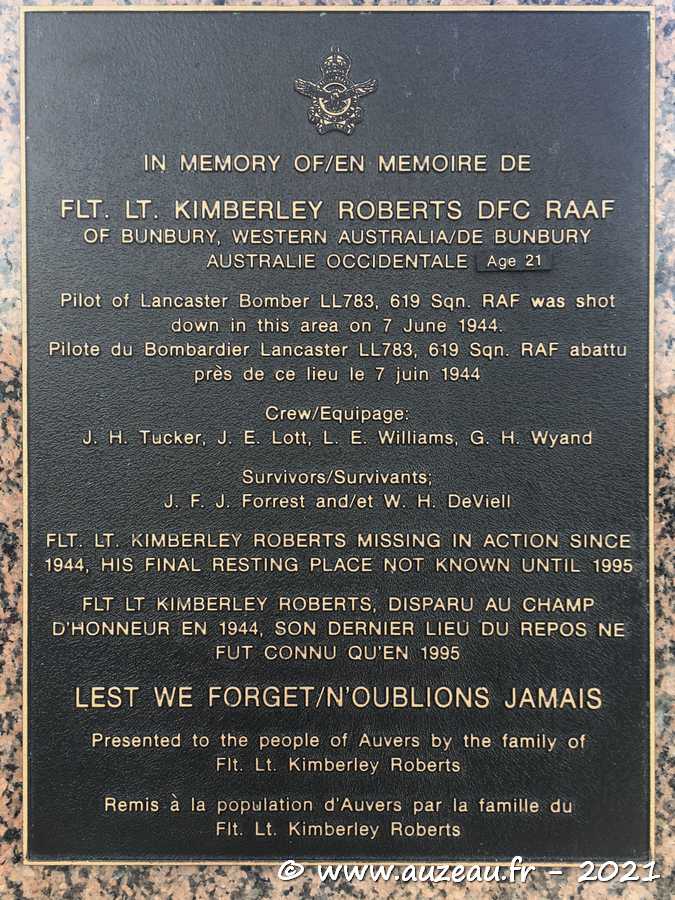 IN MEMORY OF/EN MEMOIRE DE
FLT. LT. KIMBERLEY ROBERTS DFC RAAF
OF BUNBURY, WESTERN AUSTRALIA/DE BUNBURY
AUSTRALIE OCCIDENTALE Age 21
Pilot of Lancaster Bomber LL783, 619 Sqn. RAF was shot
down in this area on 7 June 1944.
Pilote du Bombardier Lancaster LL783, 619 Sqn. RAF abattu
près de ce lieu le 7 juin 1944
Crew/Equipage:
J. H. Tucker, J. E. Lott, L. E. Williams, G. H. Wyand
Survivors/Survivants;
J. F. J. Forrest and/et W. H. DeViell
FLT. LT. KIMBERLEY ROBERTS MISSING IN ACTION SINCE
1944, HIS FINAL RESTING PLACE NOT KNOWN UNTIL 1995
FLT LT KIMBERLEY ROBERTS, DISPARU AU CHAMP
D'HONNEUR EN 1944, SON DERNIER LIEU DU REPOS NE
FUT CONNU QU'EN 1995
LEST WE FORGET/N'OUBLIONS JAMAIS
Presented to the people of Auvers by the family of
Flt. Lt. Kimberley Roberts
Remis à la population d'Auvers par la famille du
Flt. Lt. Kimberley Roberts
© www.auzeau.fr - 2021